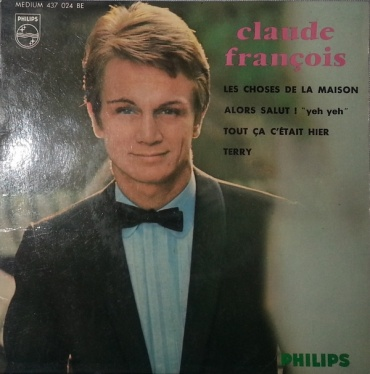 MEDIUM 437 024 BE
PHILIPS
claude
françois
LES CHOSES DE LA MAISON
ALORS SALUT ! "yeh yeh"
TOUT ÇA C'ÉTAIT HIER
TERRY
PHILIPS